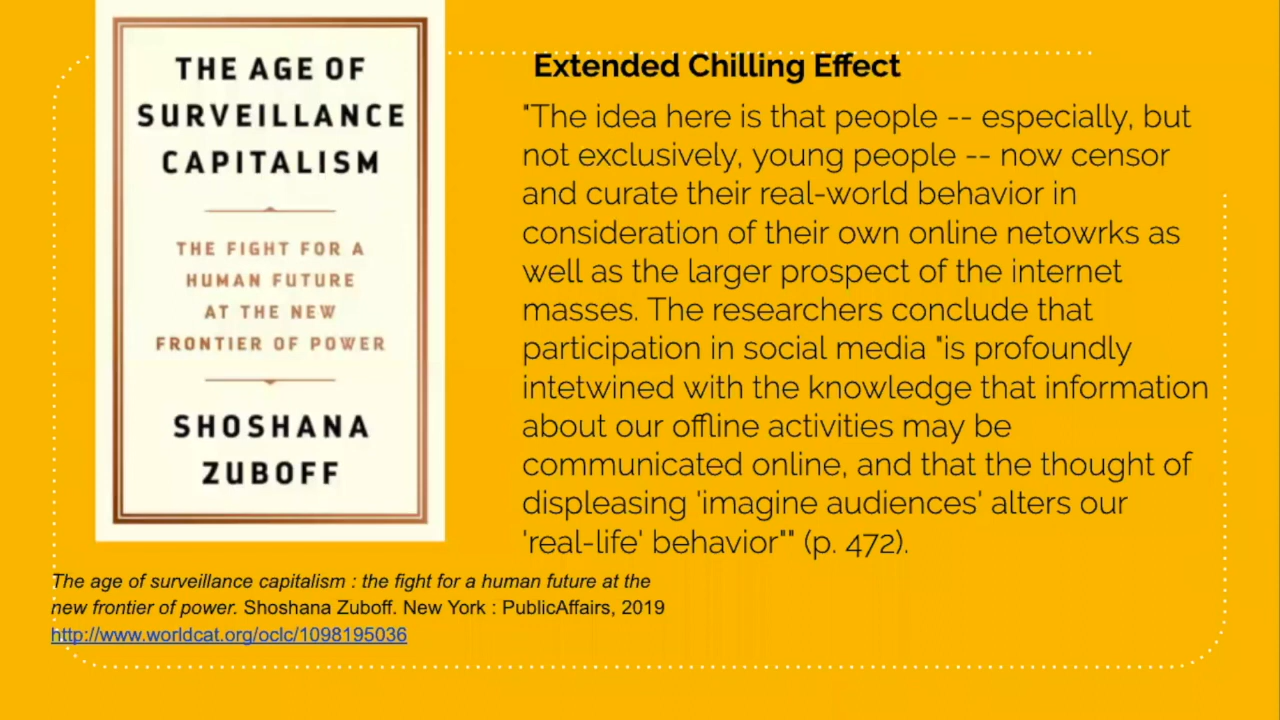 THE AGE OF
SURVEILLANCE
CAPITALISM
THE FIGHT FOR A
HUMAN FUTURE
AT THE NEW
FRONTIER OF POWER
SHOSHANA
ZUBOFF
Extended Chilling Effect
"The idea here is that people -- especially, but
not exclusively, young people -- now censor
and curate their real-world behavior in
consideration of their own online netowrks as
well as the larger prospect of the internet
masses. The researchers conclude that
participation in social media "is profoundly
intetwined with the knowledge that information
about our offline activities may be
communicated online, and that the thought of
displeasing 'imagine audiences' alters our
'real-life' behavior"" (p. 472).
The age of surveillance capitalism : the fight for a human future at the
new frontier of power. Shoshana Zuboff. New York : PublicAffairs, 2019
http://www.worldcat.org/oclc/1098195036